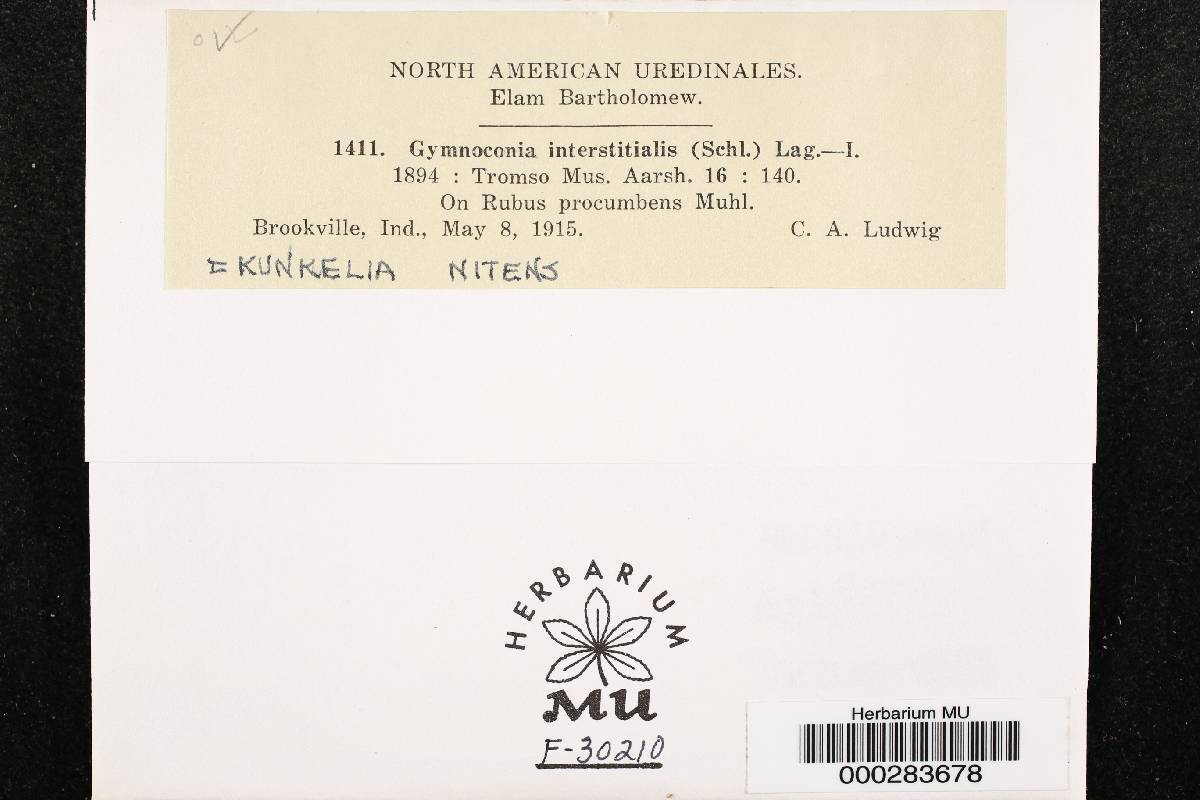 NORTH AMERICAN UREDINALES.
Elam Bartholomew.
1411. Gymnoconia interstitialis (Schl.) Lag.—I.
1894 : Tromso Mus. Aarsh. 16 : 140.
On Rubus procumbens Muhl.
Brookville, Ind., May 8, 1915. C. A. Ludwig
= KUNKELIA NITENS
HERBARIUM
MU
F-30210
Herbarium MU
000283678